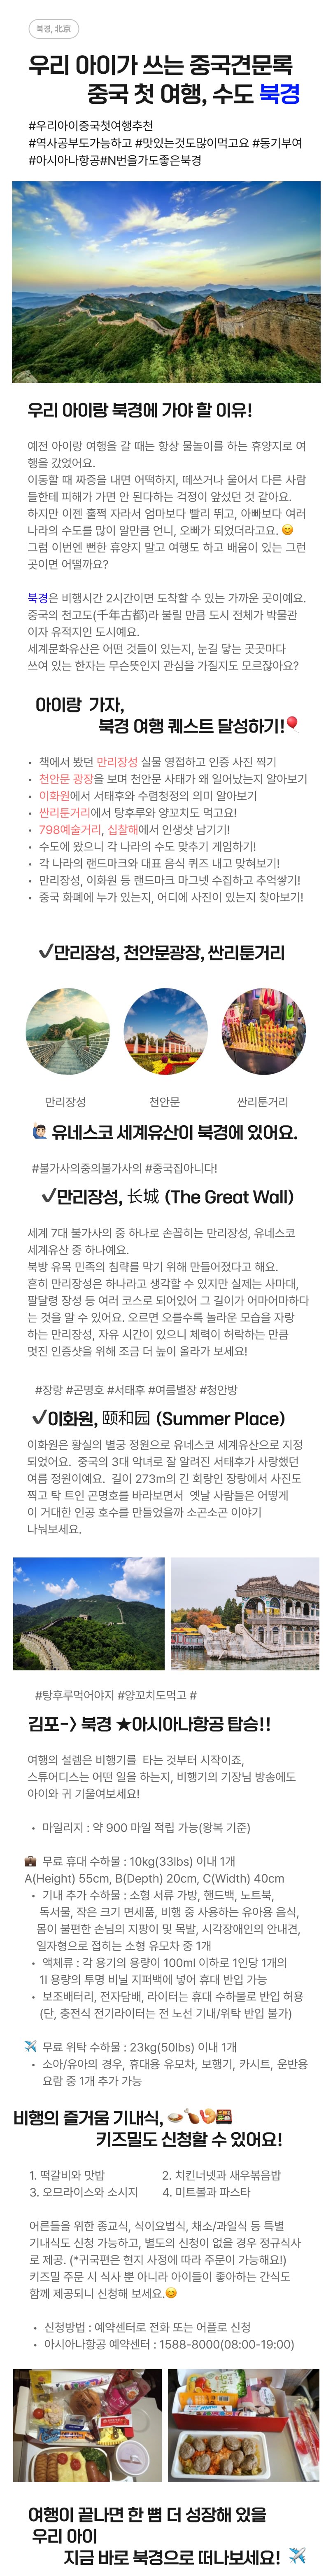 북경, 北京
우리 아이가 쓰는 중국견문록
중국 첫 여행, 수도 북경
#우리아이중국첫여행추천
#역사공부도가능하고 #맛있는것도많이먹고요 #동기부여
#아시아나항공#N번을가도좋은북경
우리 아이랑 북경에 가야 할 이유!
예전 아이랑 여행을 갈 때는 항상 물놀이를 하는 휴양지로 여
행을 갔었어요.
이동할 때 짜증을 내면 어떡하지, 떼쓰거나 울어서 다른 사람
들한테 피해가 가면 안 된다하는 걱정이 앞섰던 것 같아요.
하지만 이젠 훌쩍 자라서 엄마보다 빨리 뛰고, 아빠보다 여러
나라의 수도를 많이 알만큼 언니, 오빠가 되었더라고요. 😊
그럼 이번엔 뻔한 휴양지 말고 여행도 하고 배움이 있는 그런
곳이면 어떨까요?
북경은 비행시간 2시간이면 도착할 수 있는 가까운 곳이예요.
중국의 천고도(千年古都)라 불릴 만큼 도시 전체가 박물관
이자 유적지인 도시예요.
세계문화유산은 어떤 것들이 있는지, 눈길 닿는 곳곳마다
쓰여 있는 한자는 무슨뜻인지 관심을 가질지도 모르잖아요?
아이랑 가자,
북경 여행 퀘스트 달성하기!🎈
• 책에서 봤던 만리장성 실물 영접하고 인증 사진 찍기
• 천안문 광장을 보며 천안문 사태가 왜 일어났는지 알아보기
• 이화원에서 서태후와 수렴청정의 의미 알아보기
• 싼리툰거리에서 탕후루와 양꼬치도 먹고요!
• 798예술거리, 십찰해에서 인생샷 남기기!
• 수도에 왔으니 각 나라의 수도 맞추기 게임하기!
• 각 나라의 랜드마크와 대표 음식 퀴즈 내고 맞혀보기!
• 만리장성, 이화원 등 랜드마크 마그넷 수집하고 추억쌓기!
• 중국 화폐에 누가 있는지, 어디에 사진이 있는지 찾아보기!
✔만리장성, 천안문광장, 싼리툰거리
만리장성 천안문 싼리툰거리
🙋🏻‍♂️ 유네스코 세계유산이 북경에 있어요.
#불가사의중의불가사의 #중국집아니다!
✔만리장성, 长城 (The Great Wall)
세계 7대 불가사의 중 하나로 손꼽히는 만리장성, 유네스코
세계유산 중 하나예요.
북방 유목 민족의 침략를 막기 위해 만들어졌다고 해요.
흔히 만리장성은 하나라고 생각할 수 있지만 실제는 사마대,
팔달령 장성 등 여러 코스로 되어있어 그 길이가 어마어마하다
는 것을 알 수 있어요. 오르면 오를수록 놀라운 모습을 자랑
하는 만리장성, 자유 시간이 있으니 체력이 허락하는 만큼
멋진 인증샷을 위해 조금 더 높이 올라가 보세요!
#장랑 #곤명호 #서태후 #여름별장 #청안방
✔이화원, 颐和园 (Summer Place)
이화원은 황실의 별궁 정원으로 유네스코 세계유산으로 지정
되었어요. 중국의 3대 악녀로 잘 알려진 서태후가 사랑했던
여름 정원이예요. 길이 273m의 긴 회랑인 장랑에서 사진도
찍고 탁 트인 곤명호를 바라보면서 옛날 사람들은 어떻게
이 거대한 인공 호수를 만들었을까 소곤소곤 이야기
나눠보세요.
#탕후루먹어야지 #양꼬치도먹고 #
김포-> 북경 ★아시아나항공 탑승!!
여행의 설렘은 비행기를 타는 것부터 시작이죠,
스튜어디스는 어떤 일을 하는지, 비행기의 기장님 방송에도
아이와 귀 기울여보세요!
• 마일리지 : 약 900 마일 적립 가능(왕복 기준)
💼 무료 휴대 수하물 : 10kg(33lbs) 이내 1개
A(Height) 55cm, B(Depth) 20cm, C(Width) 40cm
• 기내 추가 수하물 : 소형 서류 가방, 핸드백, 노트북,
독서물, 작은 크기 면세품, 비행 중 사용하는 유아용 음식,
몸이 불편한 손님의 지팡이 및 목발, 시각장애인의 안내견,
일자형으로 접히는 소형 유모차 중 1개
• 액체류 : 각 용기의 용량이 100ml 이하로 1인당 1개의
1l 용량의 투명 비닐 지퍼백에 넣어 휴대 반입 가능
• 보조배터리, 전자담배, 라이터는 휴대 수하물로 반입 허용
(단, 충전식 전기라이터는 전 노선 기내/위탁 반입 불가)
✈️ 무료 위탁 수하물 : 23kg(50lbs) 이내 1개
• 소아/유아의 경우, 휴대용 유모차, 보행기, 카시트, 운반용
요람 중 1개 추가 가능
비행의 즐거움 기내식, 🍛🍗🍤🍱
키즈밀도 신청할 수 있어요!
1. 떡갈비와 맛밥 2. 치킨너겟과 새우볶음밥
3. 오므라이스와 소시지 4. 미트볼과 파스타
어른들을 위한 종교식, 식이요법식, 채소/과일식 등 특별
기내식도 신청 가능하고, 별도의 신청이 없을 경우 정규식사
로 제공. (*귀국편은 현지 사정에 따라 주문이 가능해요!)
키즈밀 주문 시 식사 뿐 아니라 아이들이 좋아하는 간식도
함께 제공되니 신청해 보세요.😊
• 신청방법 : 예약센터로 전화 또는 어플로 신청
• 아시아나항공 예약센터 : 1588-8000(08:00-19:00)
여행이 끝나면 한 뼘 더 성장해 있을
우리 아이
지금 바로 북경으로 떠나보세요! ✈️